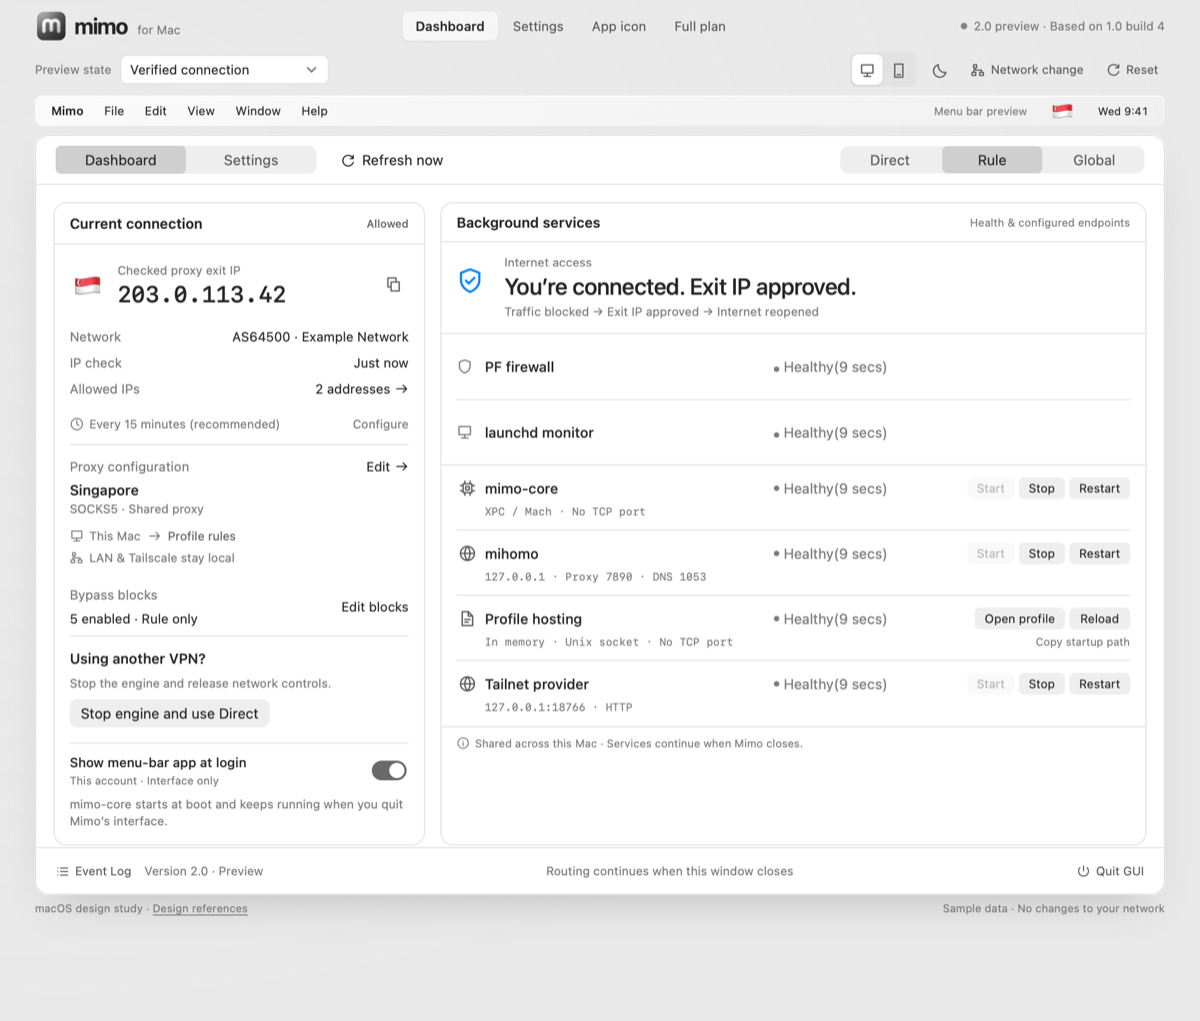 mimo for Mac
Dashboard Settings App icon Full plan
2.0 preview · Based on 1.0 build 4
Preview state Verified connection
Network change Reset
Mimo File Edit View Window Help
Menu bar preview Wed 9:41
Dashboard Settings Refresh now
Direct Rule Global
Current connection Allowed
Checked proxy exit IP
203.0.113.42
Network AS64500 · Example Network
IP check Just now
Allowed IPs 2 addresses →
Every 15 minutes (recommended) Configure
Proxy configuration Edit →
Singapore
SOCKS5 · Shared proxy
This Mac → Profile rules
LAN & Tailscale stay local
Bypass blocks
5 enabled · Rule only
Edit blocks
Using another VPN?
Stop the engine and release network controls.
Stop engine and use Direct
Show menu-bar app at login
This account · Interface only
mimo-core starts at boot and keeps running when you quit
Mimo’s interface.
Background services Health & configured endpoints
Internet access
You’re connected. Exit IP approved.
Traffic blocked → Exit IP approved → Internet reopened
PF firewall Healthy(9 secs)
launchd monitor Healthy(9 secs)
mimo-core Healthy(9 secs) Start Stop Restart
XPC / Mach · No TCP port
mihomo Healthy(9 secs) Start Stop Restart
127.0.0.1 · Proxy 7890 · DNS 1053
Profile hosting Healthy(9 secs) Open profile Reload
In memory · Unix socket · No TCP port Copy startup path
Tailnet provider Healthy(9 secs) Start Stop Restart
127.0.0.1:18766 · HTTP
Shared across this Mac · Services continue when Mimo closes.
Event Log Version 2.0 · Preview
Routing continues when this window closes
Quit GUI
macOS design study · Design references
Sample data · No changes to your network